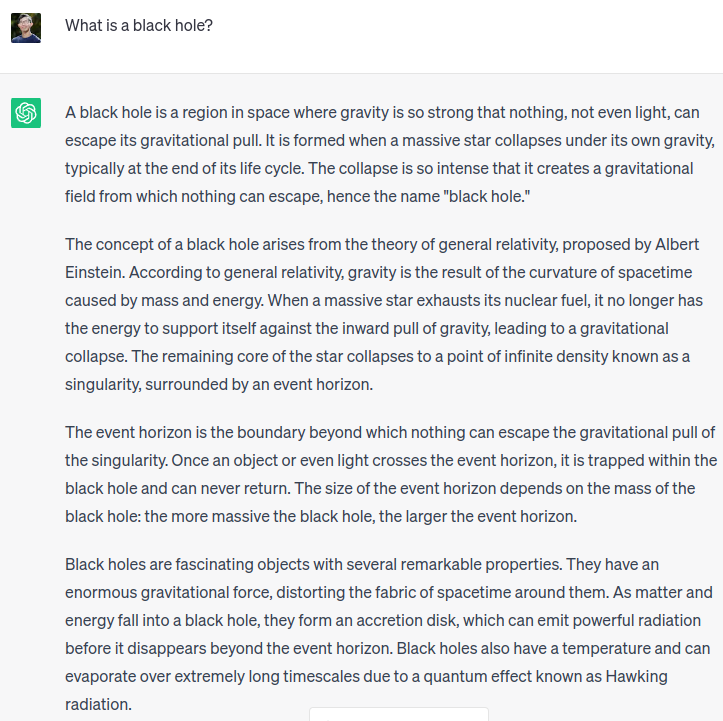 What is a black hole?
A black hole is a region in space where gravity is so strong that nothing, not even light, can
escape its gravitational pull. It is formed when a massive star collapses under its own gravity,
typically at the end of its life cycle. The collapse is so intense that it creates a gravitational
field from which nothing can escape, hence the name "black hole."
The concept of a black hole arises from the theory of general relativity, proposed by Albert
Einstein. According to general relativity, gravity is the result of the curvature of spacetime
caused by mass and energy. When a massive star exhausts its nuclear fuel, it no longer has
the energy to support itself against the inward pull of gravity, leading to a gravitational
collapse. The remaining core of the star collapses to a point of infinite density known as a
singularity, surrounded by an event horizon.
The event horizon is the boundary beyond which nothing can escape the gravitational pull of
the singularity. Once an object or even light crosses the event horizon, it is trapped within the
black hole and can never return. The size of the event horizon depends on the mass of the
black hole: the more massive the black hole, the larger the event horizon.
Black holes are fascinating objects with several remarkable properties. They have an
enormous gravitational force, distorting the fabric of spacetime around them. As matter and
energy fall into a black hole, they form an accretion disk, which can emit powerful radiation
before it disappears beyond the event horizon. Black holes also have a temperature and can
evaporate over extremely long timescales due to a quantum effect known as Hawking
radiation.